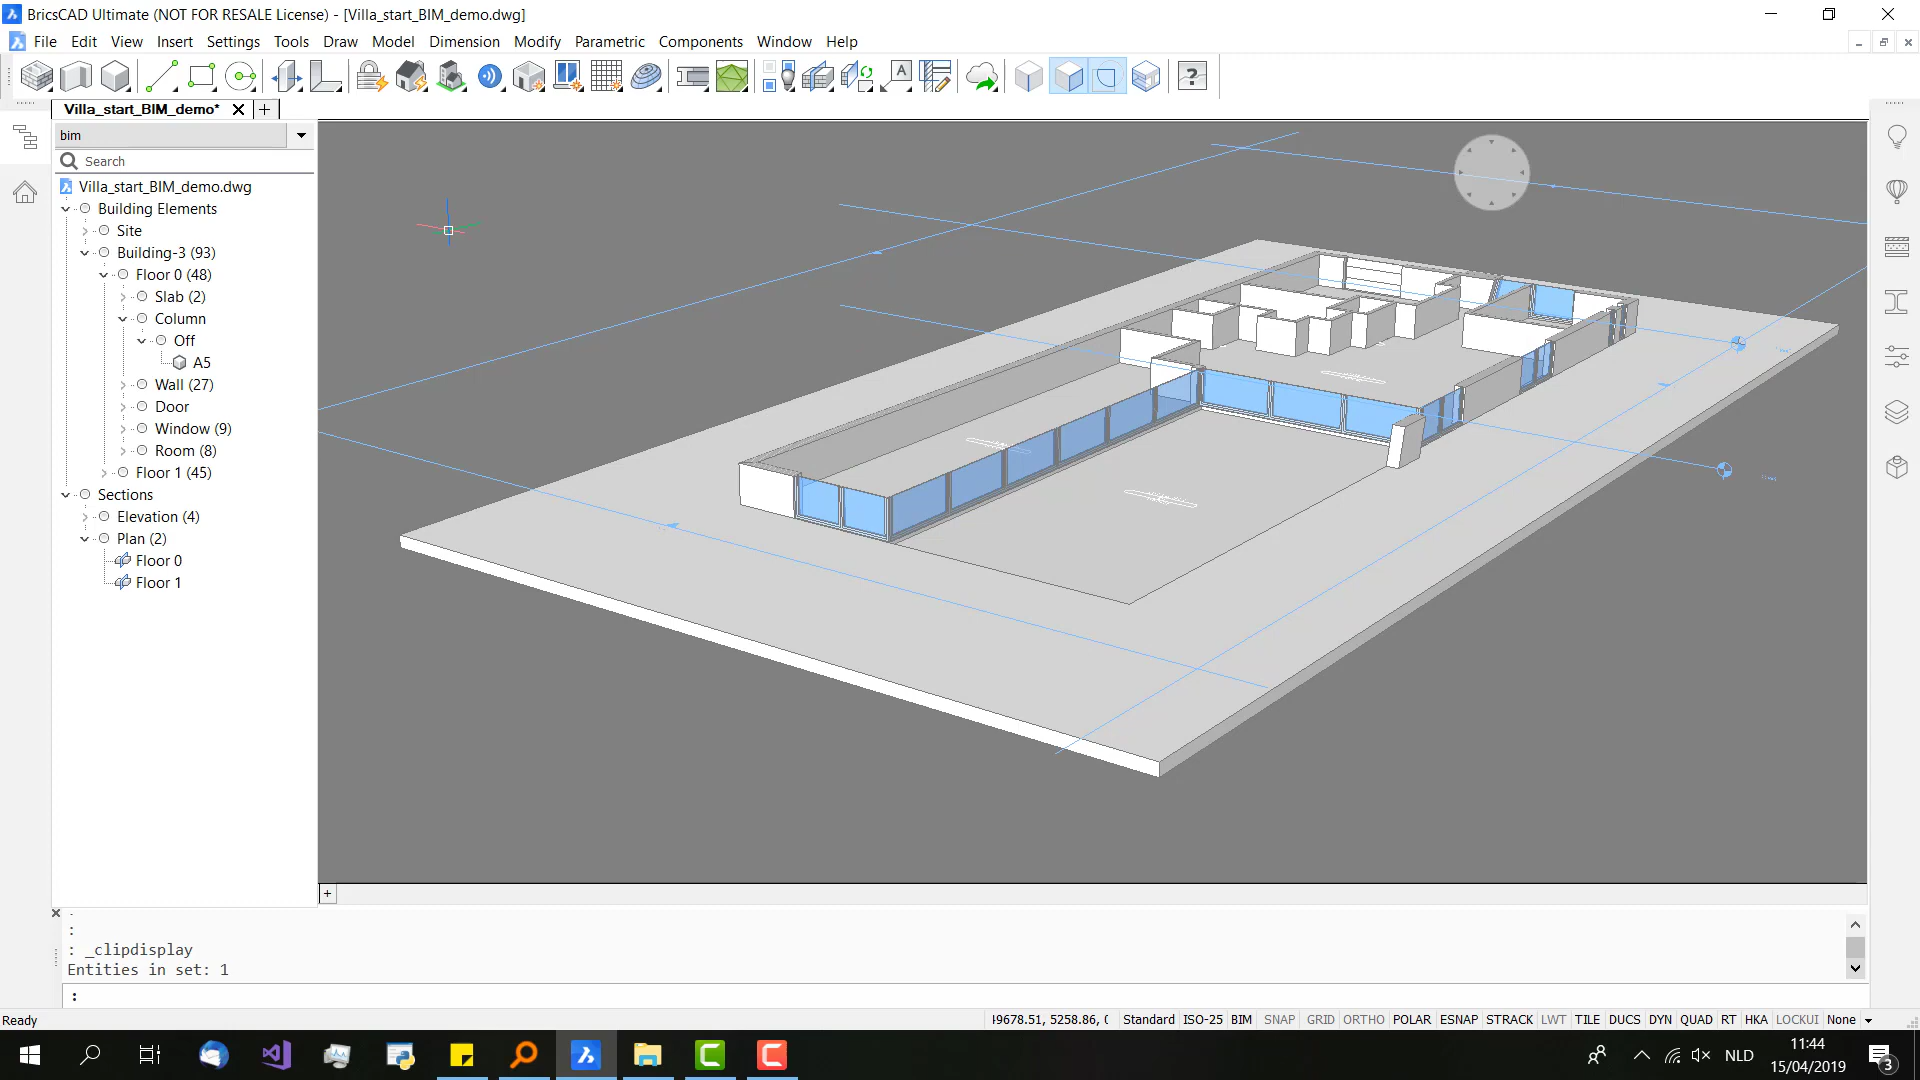 BricsCAD Ultimate (NOT FOR RESALE License) - [Villa_start_BIM_demo.dwg]
File Edit View Insert Settings Tools Draw Model Dimension Modify Parametric Components Window Help
Villa_start_BIM_demo*
bim
Search
Villa_start_BIM_demo.dwg
Building Elements
Site
Building-3 (93)
Floor 0 (48)
Slab (2)
Column
Off
A5
Wall (27)
Door
Window (9)
Room (8)
Floor 1 (45)
Sections
Elevation (4)
Plan (2)
Floor 0
Floor 1
:
: _clipdisplay
Entities in set: 1
:
Ready
49678.51, 5258.86, Standard ISO-25 BIM SNAP GRID ORTHO POLAR ESNAP STRACK LWT TILE DUCS DYN QUAD RT HKA LOCKUI None
NLD
11:44
15/04/2019
3